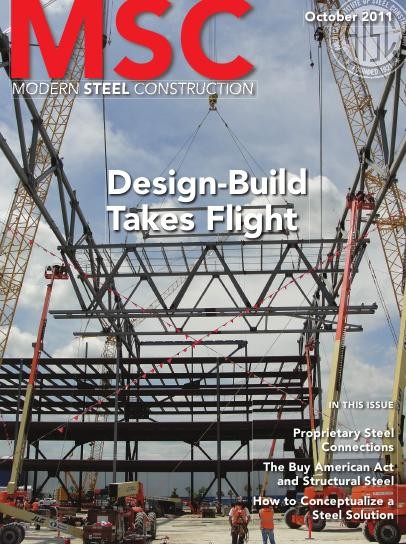 October 2011
MSC
MODERN STEEL CONSTRUCTION
Design-Build
Takes Flight
IN THIS ISSUE
Proprietary Steel
Connections
The Buy American Act
and Structural Steel
How to Conceptualize a
Steel Solution